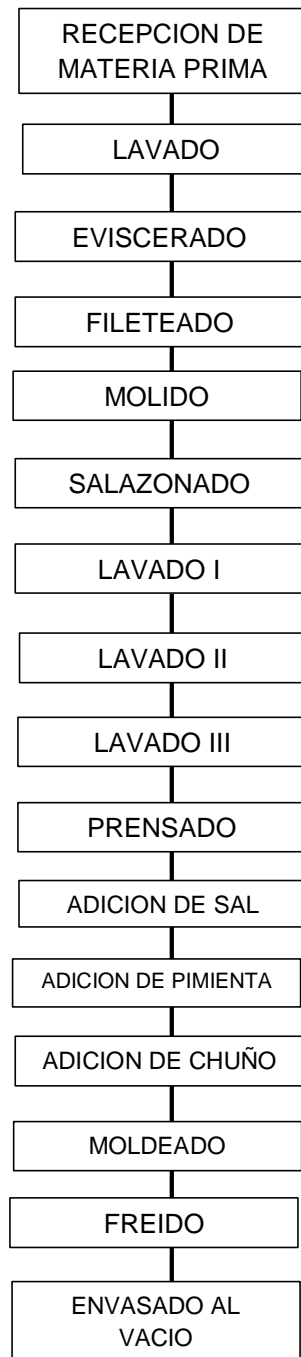 RECEPCION DE
MATERIA PRIMA
LAVADO
EVISCERADO
FILETEADO
MOLIDO
SALAZONADO
LAVADO I
LAVADO II
LAVADO III
PRENSADO
ADICION DE SAL
ADICION DE PIMIENTA
ADICION DE CHUÑO
MOLDEADO
FREIDO
ENVASADO AL
VACIO